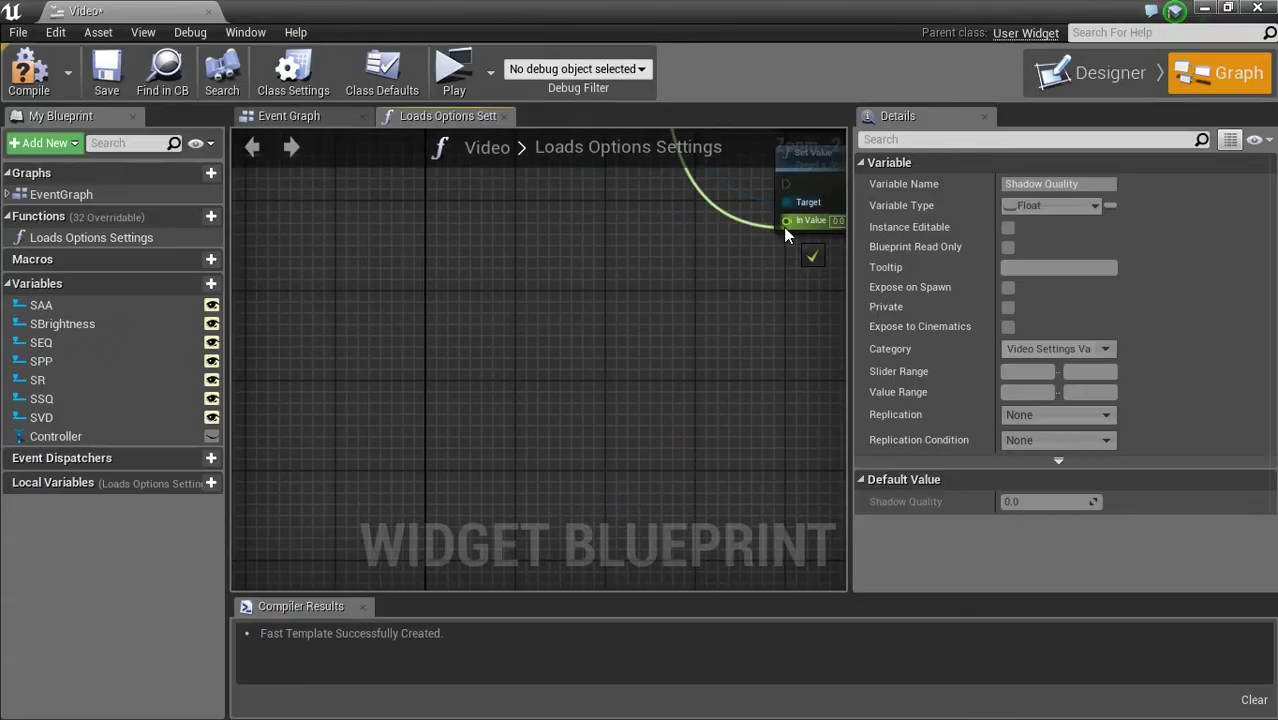 Video*
File Edit Asset View Debug Window Help
Parent class: User Widget Search For Help
Compile Save Find in CB Search Class Settings Class Defaults Play
No debug object selected
Debug Filter
Designer Graph
My Blueprint
Event Graph Loads Options Sett
Details
+Add New Search
Video > Loads Options Settings
Search
Graphs
EventGraph
Functions (32 Overridable)
Loads Options Settings
Macros
Variables
SAA
SBrightness
SEQ
SPP
SR
SSQ
SVD
Controller
Event Dispatchers
Local Variables (Loads Options Settin
Set Value
Target
In Value 0.0
WIDGET BLUEPRINT
Variable
Variable Name Shadow Quality
Variable Type Float
Instance Editable
Blueprint Read Only
Tooltip
Expose on Spawn
Private
Expose to Cinematics
Category Video Settings Va
Slider Range
Value Range
Replication None
Replication Condition None
Default Value
Shadow Quality 0.0
Compiler Results
Fast Template Successfully Created.
Clear